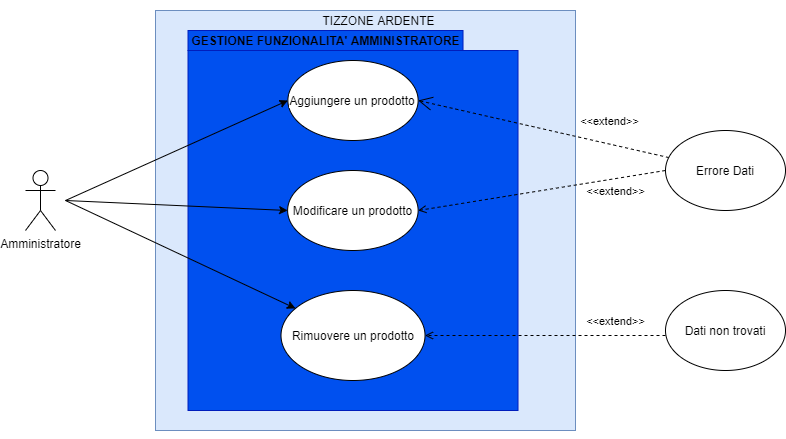 TIZZONE ARDENTE
GESTIONE FUNZIONALITA' AMMINISTRATORE
Aggiungere un prodotto
<<extend>>
Errore Dati
<<extend>>
Modificare un prodotto
Amministratore
<<extend>>
Rimuovere un prodotto
Dati non trovati